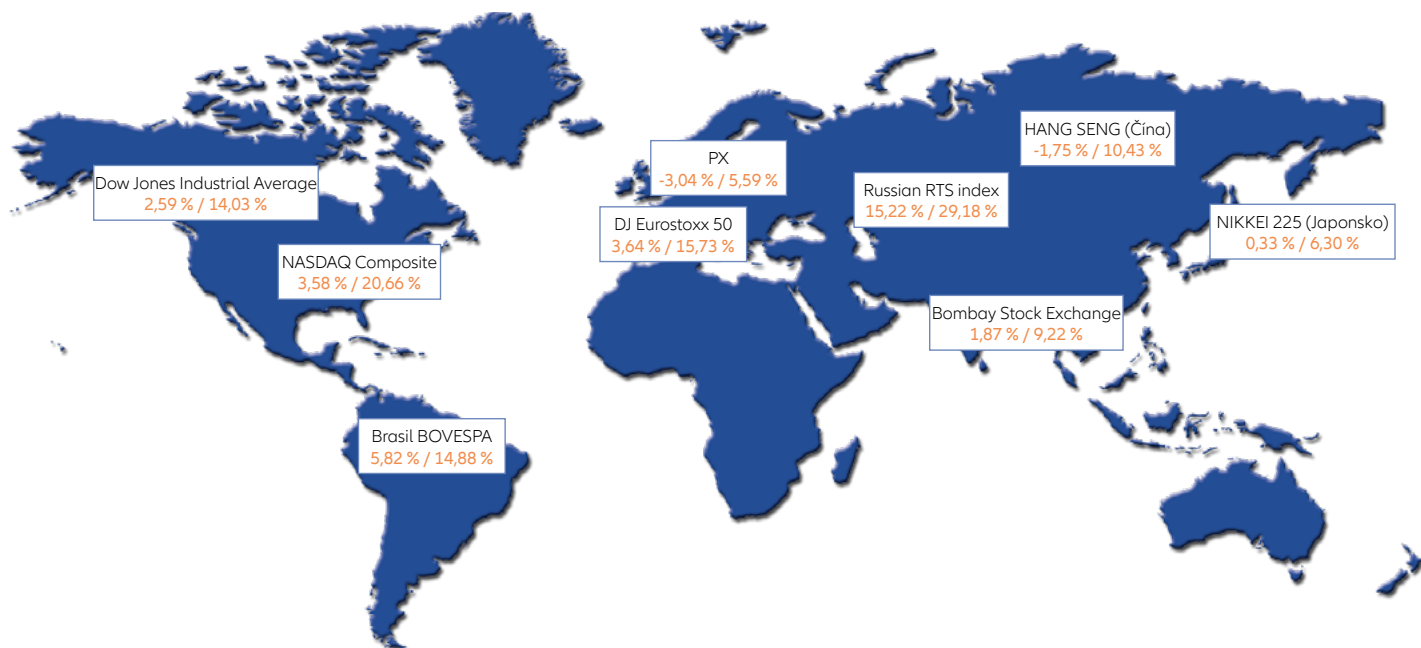 HANG SENG (Čína)
-1,75 % / 10,43 %
PX
-3,04 % / 5,59 %
Dow Jones Industrial Average
2,59 % / 14,03 %
Russian RTS index
15,22 % / 29,18 %
DJ Eurostoxx 50
3,64 % / 15,73 %
NIKKEI 225 (Japonsko)
0,33 % / 6,30 %
NASDAQ Composite
3,58 % / 20,66 %
Bombay Stock Exchange
1,87 % / 9,22 %
Brasil BOVESPA
5,82 % / 14,88 %